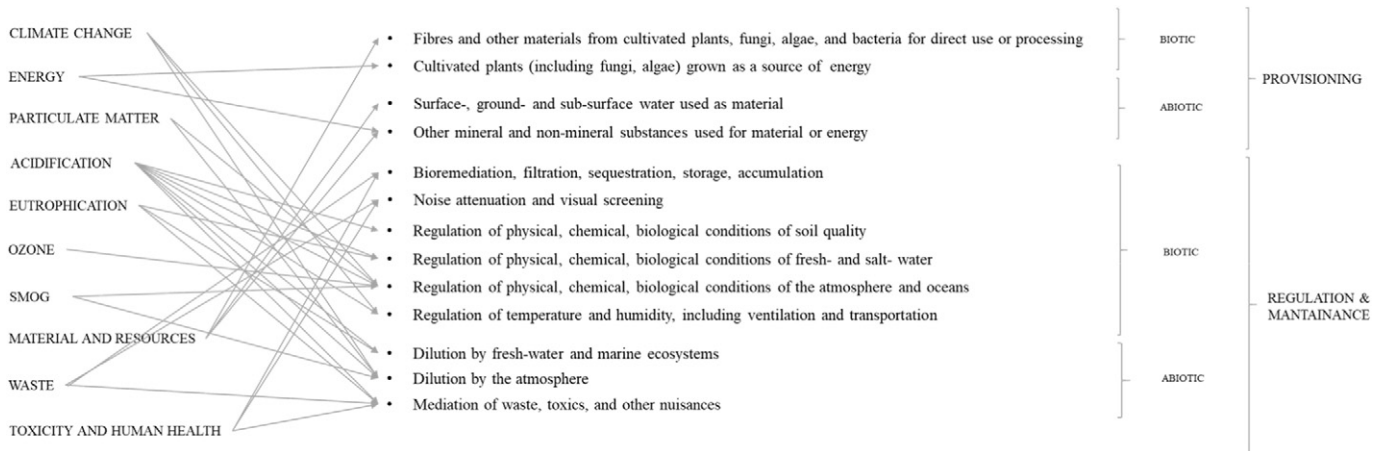 CLIMATE CHANGE
ENERGY
PARTICULATE MATTER
ACIDIFICATION
EUTROPHICATION
OZONE
SMOG
MATERIAL AND RESOURCES
WASTE
TOXICITY AND HUMAN HEALTH
• Fibres and other materials from cultivated plants, fungi, algae, and bacteria for direct use or processing
• Cultivated plants (including fungi, algae) grown as a source of energy
• Surface-, ground- and sub-surface water used as material
• Other mineral and non-mineral substances used for material or energy
• Bioremediation, filtration, sequestration, storage, accumulation
• Noise attenuation and visual screening
• Regulation of physical, chemical, biological conditions of soil quality
• Regulation of physical, chemical, biological conditions of fresh- and salt- water
• Regulation of physical, chemical, biological conditions of the atmosphere and oceans
• Regulation of temperature and humidity, including ventilation and transportation
• Dilution by fresh-water and marine ecosystems
• Dilution by the atmosphere
• Mediation of waste, toxics, and other nuisances
BIOTIC
ABIOTIC
BIOTIC
ABIOTIC
PROVISIONING
REGULATION &
MANTAINANCE